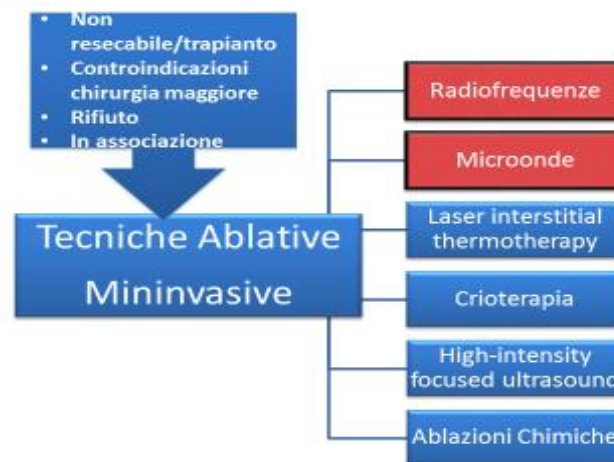 • Non
resecabile/trapianto
• Controindicazioni
chirurgia maggiore
• Rifiuto
• In associazione
Tecniche Ablative
Mininvasive
Radiofrequenze
Microonde
Laser interstitial
thermotherapy
Crioterapia
High-intensity
focused ultrasound
Ablazioni Chimiche